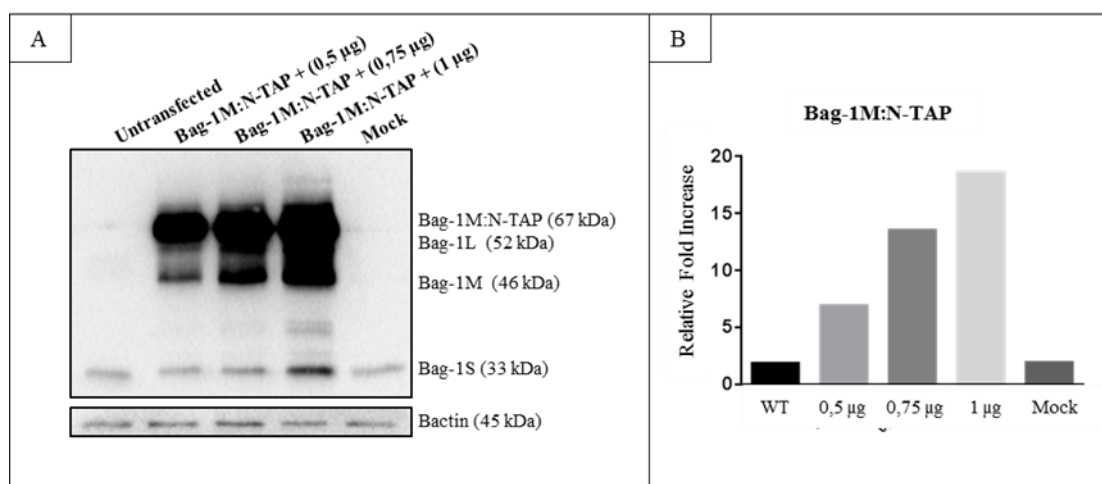 A
Untransfected
Bag-1M:N-TAP + (0,5 µg)
Bag-1M:N-TAP + (0,75 µg)
Bag-1M:N-TAP + (1 µg)
Mock
Bag-1M:N-TAP (67 kDa)
Bag-1L (52 kDa)
Bag-1M (46 kDa)
Bag-1S (33 kDa)
Bactin (45 kDa)
B
Bag-1M:N-TAP
Relative Fold Increase
20
15
10
5
0
WT 0,5 µg 0,75 µg 1 µg Mock